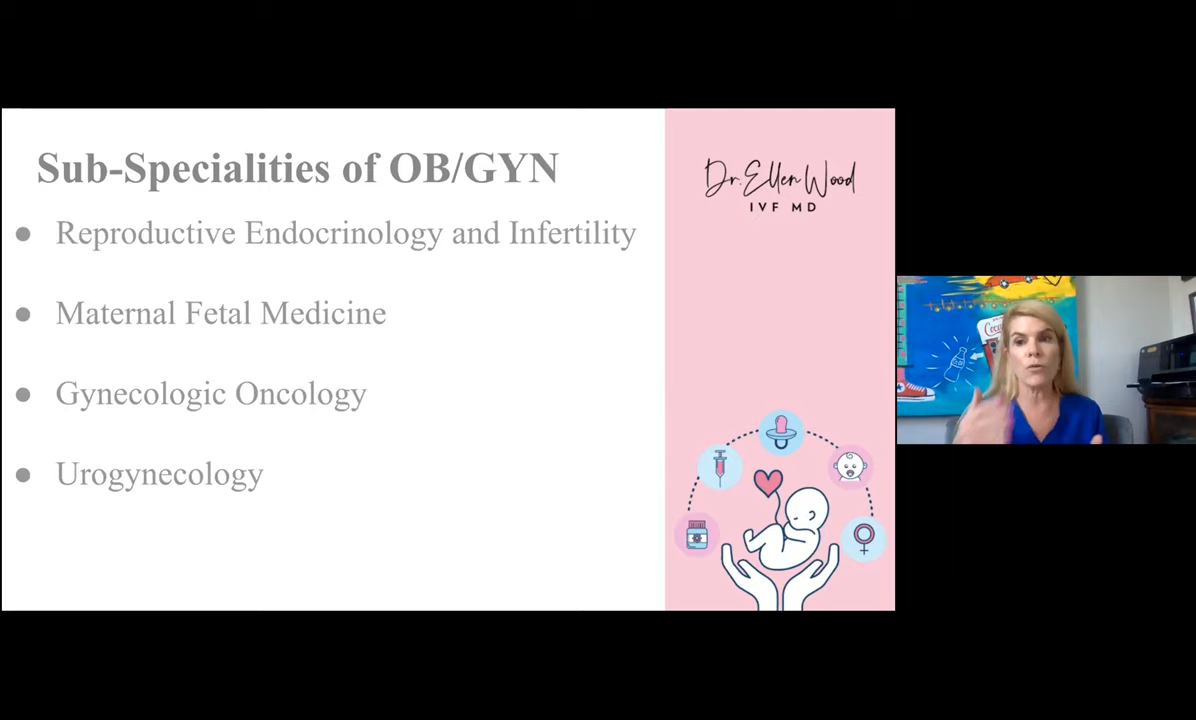 Sub-Specialities of OB/GYN
● Reproductive Endocrinology and Infertility
● Maternal Fetal Medicine
● Gynecologic Oncology
● Urogynecology
Dr. Ellen Wood
IVF MD